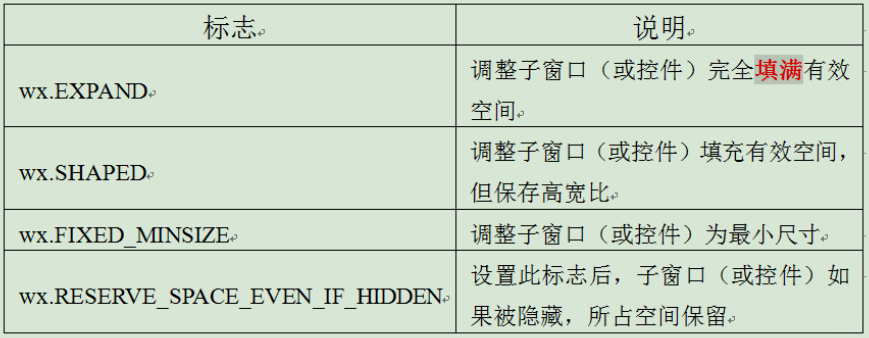 标志 说明
wx.EXPAND 调整子窗口（或控件）完全填满有效
空间
wx.SHAPED 调整子窗口（或控件）填充有效空间，
但保存高宽比
wx.FIXED_MINSIZE 调整子窗口（或控件）为最小尺寸
wx.RESERVE_SPACE_EVEN_IF_HIDDEN 设置此标志后，子窗口（或控件）如
果被隐藏，所占空间保留